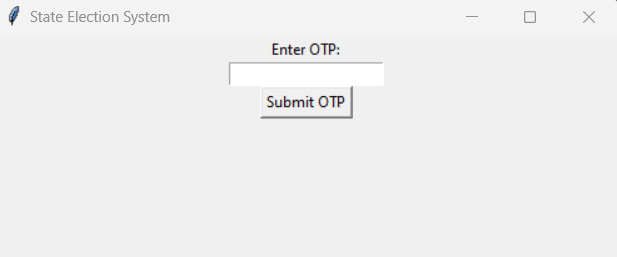 State Election System
Enter OTP:
Submit OTP